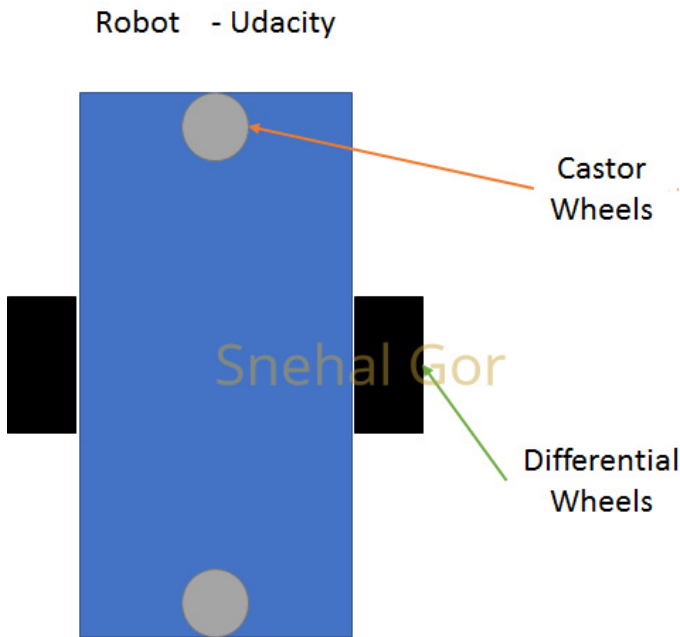 Robot - Udacity
Castor
Wheels
Snehal Gor
Differential
Wheels